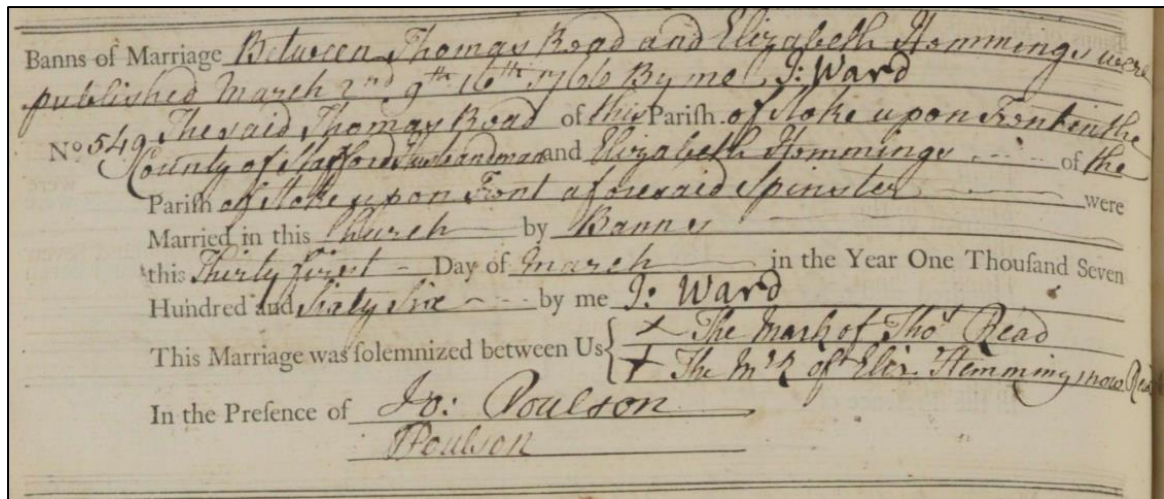 Banns of Marriage Between Thomas Read and Elizabeth Hemmings were
published March 2nd 9th 16th 1766 By me J: Ward
No 549 The said Thomas Read of this Pariſh of Stoke upon Trent in the
County of Stafford Husbandman and Elizabeth Hemmings of the
Pariſh of Stoke upon Trent aforesaid Spinster were
Married in this Church by Banns
this Thirty first Day of March in the Year One Thouſand Seven
Hundred and Sixty Six by me J: Ward
This Marriage was ſolemnized between Us { x The Mark of Thos Read
x The Mrk of Eliz Hemmings now Read
In the Preſence of Jo: Poulson
Poulson